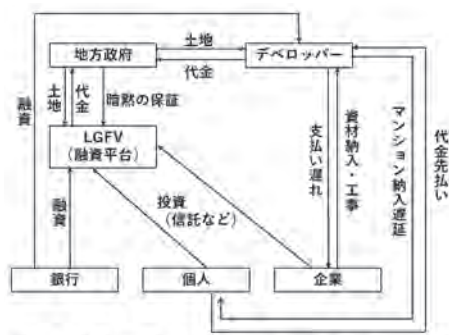 土地
地方政府
デベロッパー
代金
融資
土地
代金
暗黙の保証
LGFV
（融資平台）
支払い遅れ
資材納入・工事
マンション納入遅延
代金先払い
融資
投資
（信託など）
銀行
個人
企業